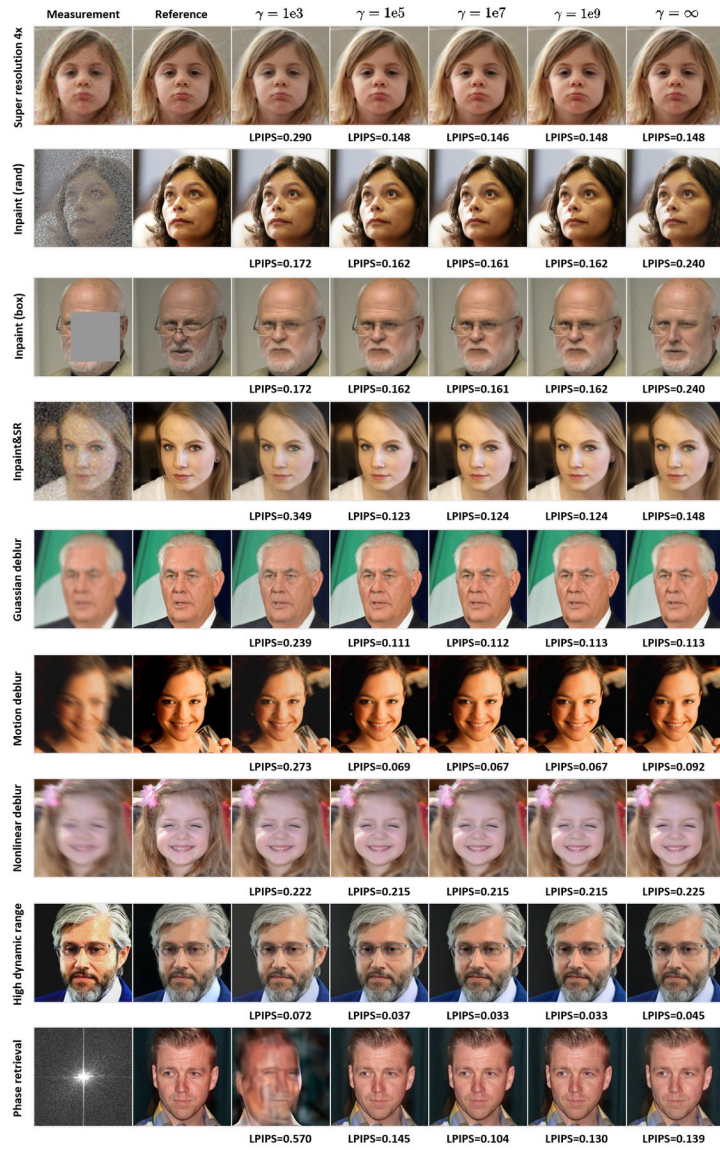 Measurement Reference γ = 1e3 γ = 1e5 γ = 1e7 γ = 1e9 γ = ∞
Super resolution 4x
LPIPS=0.290 LPIPS=0.148 LPIPS=0.146 LPIPS=0.148 LPIPS=0.148
Inpaint (rand)
LPIPS=0.172 LPIPS=0.162 LPIPS=0.161 LPIPS=0.162 LPIPS=0.240
Inpaint (box)
LPIPS=0.172 LPIPS=0.162 LPIPS=0.161 LPIPS=0.162 LPIPS=0.240
Inpaint&SR
LPIPS=0.349 LPIPS=0.123 LPIPS=0.124 LPIPS=0.124 LPIPS=0.148
Guassian deblur
LPIPS=0.239 LPIPS=0.111 LPIPS=0.112 LPIPS=0.113 LPIPS=0.113
Motion deblur
LPIPS=0.273 LPIPS=0.069 LPIPS=0.067 LPIPS=0.067 LPIPS=0.092
Nonlinear deblur
LPIPS=0.222 LPIPS=0.215 LPIPS=0.215 LPIPS=0.215 LPIPS=0.225
High dynamic range
LPIPS=0.072 LPIPS=0.037 LPIPS=0.033 LPIPS=0.033 LPIPS=0.045
Phase retrieval
LPIPS=0.570 LPIPS=0.145 LPIPS=0.104 LPIPS=0.130 LPIPS=0.139